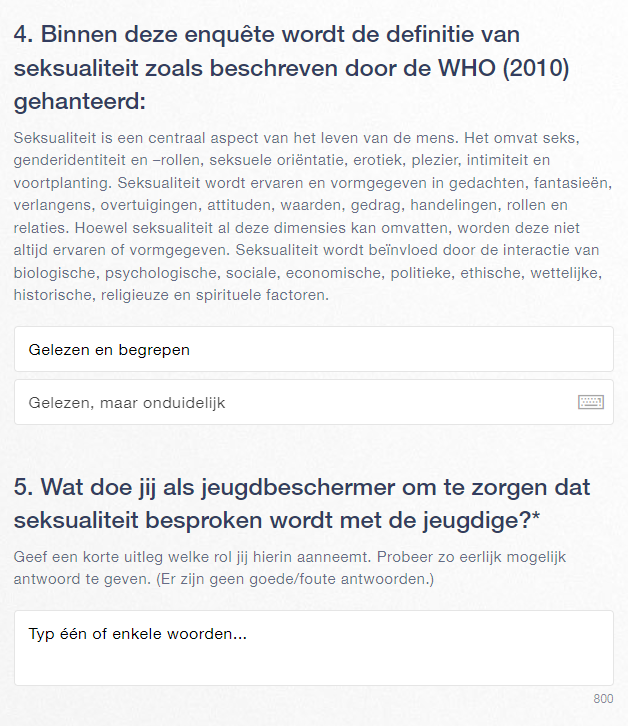 4. Binnen deze enquête wordt de definitie van
seksualiteit zoals beschreven door de WHO (2010)
gehanteerd:
Seksualiteit is een centraal aspect van het leven van de mens. Het omvat seks,
genderidentiteit en –rollen, seksuele oriëntatie, erotiek, plezier, intimiteit en
voortplanting. Seksualiteit wordt ervaren en vormgegeven in gedachten, fantasieën,
verlangens, overtuigingen, attituden, waarden, gedrag, handelingen, rollen en
relaties. Hoewel seksualiteit al deze dimensies kan omvatten, worden deze niet
altijd ervaren of vormgegeven. Seksualiteit wordt beïnvloed door de interactie van
biologische, psychologische, sociale, economische, politieke, ethische, wettelijke,
historische, religieuze en spirituele factoren.
Gelezen en begrepen
Gelezen, maar onduidelijk
5. Wat doe jij als jeugdbeschermer om te zorgen dat
seksualiteit besproken wordt met de jeugdige?*
Geef een korte uitleg welke rol jij hierin aanneemt. Probeer zo eerlijk mogelijk
antwoord te geven. (Er zijn geen goede/foute antwoorden.)
Typ één of enkele woorden...
800